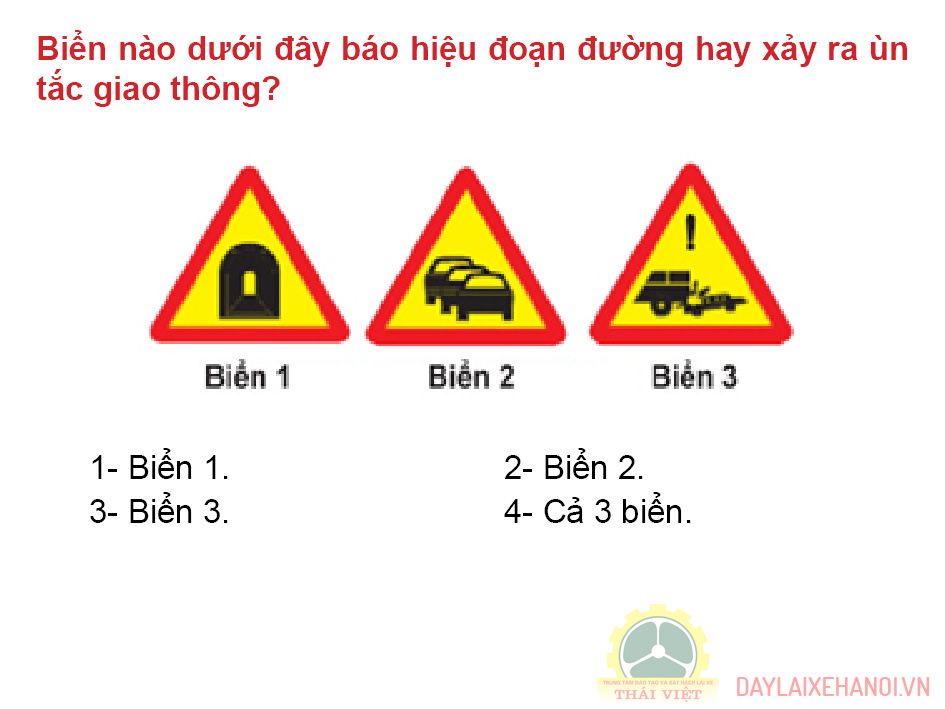 Biển nào dưới đây báo hiệu đoạn đường hay xảy ra ùn
tắc giao thông?
Biển 1
Biển 2
Biển 3
1- Biển 1.
2- Biển 2.
3- Biển 3.
4- Cả 3 biển.
TRUNG TÂM ĐÀO TẠO VÀ SÁT HẠCH LÁI XE
THÁI VIỆT
DAYLAIXEHANOI.VN